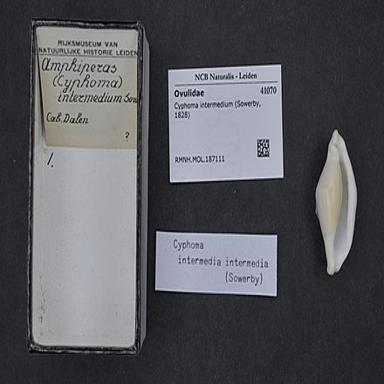 RIJKSMUSEUM VAN
NATUURLIJKE HISTORIE LEIDEN
Amphiperas
(Cyphoma)
intermedium Sow
Cab. Dalen
?
1.
NCB Naturalis - Leiden
Ovulidae 41070
Cyphoma intermedium (Sowerby,
1828)
RMNH.MOL.187111
Cyphoma
intermedia intermedia
(Sowerby)